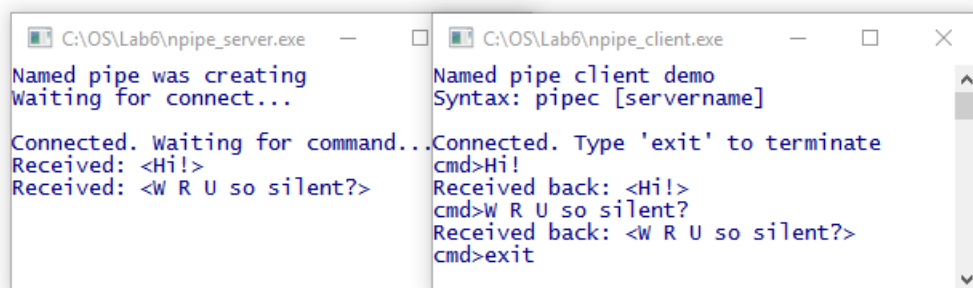 C:\OS\Lab6\npipe_server.exe
Named pipe was creating
Waiting for connect...
Connected. Waiting for command...
Received: <Hi!>
Received: <W R U so silent?>
C:\OS\Lab6\npipe_client.exe
Named pipe client demo
Syntax: pipec [servername]
Connected. Type 'exit' to terminate
cmd>Hi!
Received back: <Hi!>
cmd>W R U so silent?
Received back: <W R U so silent?>
cmd>exit